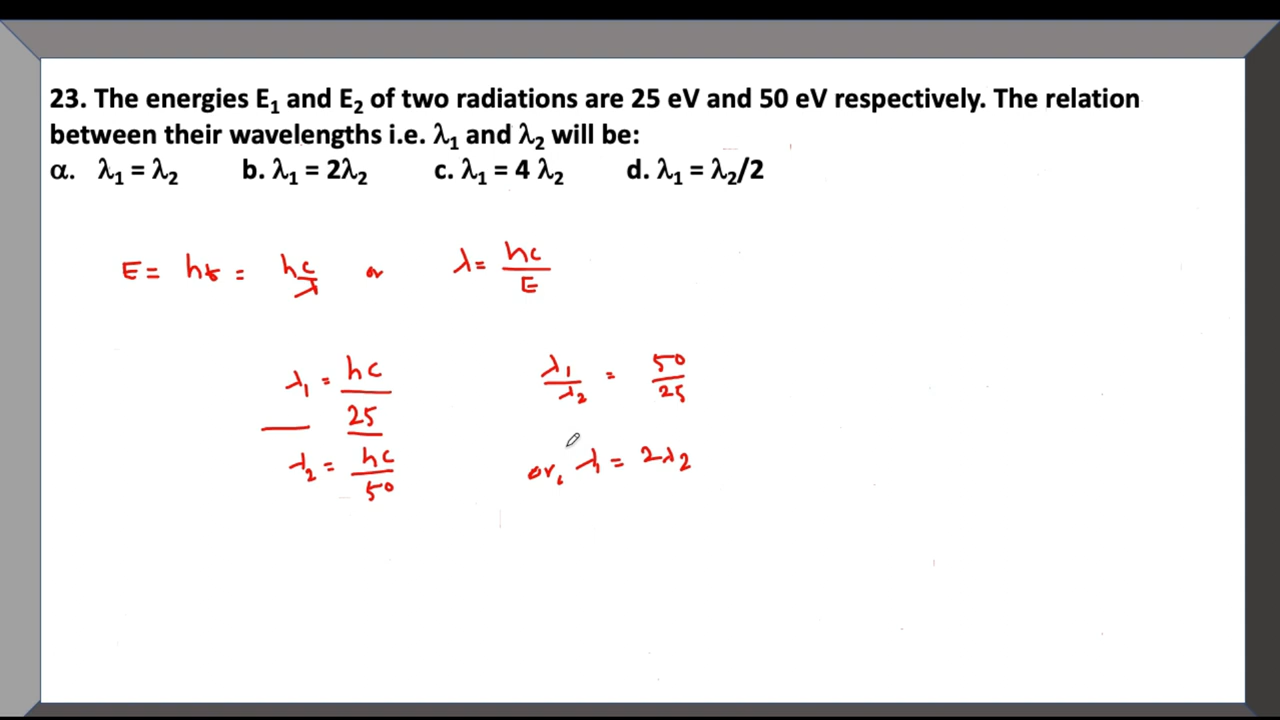 23. The energies E₁ and E₂ of two radiations are 25 eV and 50 eV respectively. The relation
between their wavelengths i.e. λ₁ and λ₂ will be:
α. λ₁ = λ₂ b. λ₁ = 2λ₂ c. λ₁ = 4 λ₂ d. λ₁ = λ₂/2
E = hν = hc/λ or λ = hc/E
λ₁ = hc/25 λ₁/λ₂ = 50/25
λ₂ = hc/50 or, λ = 2λ₂